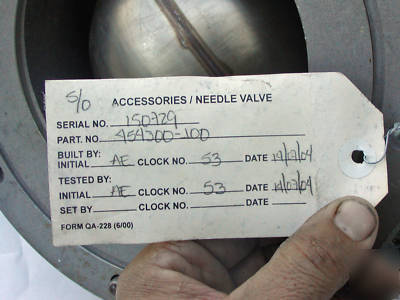 S/O ACCESSORIES / NEEDLE VALVE
SERIAL NO. 150729
PART NO. 454200-100
BUILT BY:
INITIAL AE CLOCK NO. 53 DATE
TESTED BY:
INITIAL AE CLOCK NO. 53 DATE
SET BY CLOCK NO. DATE
FORM QA-228 (6/00)